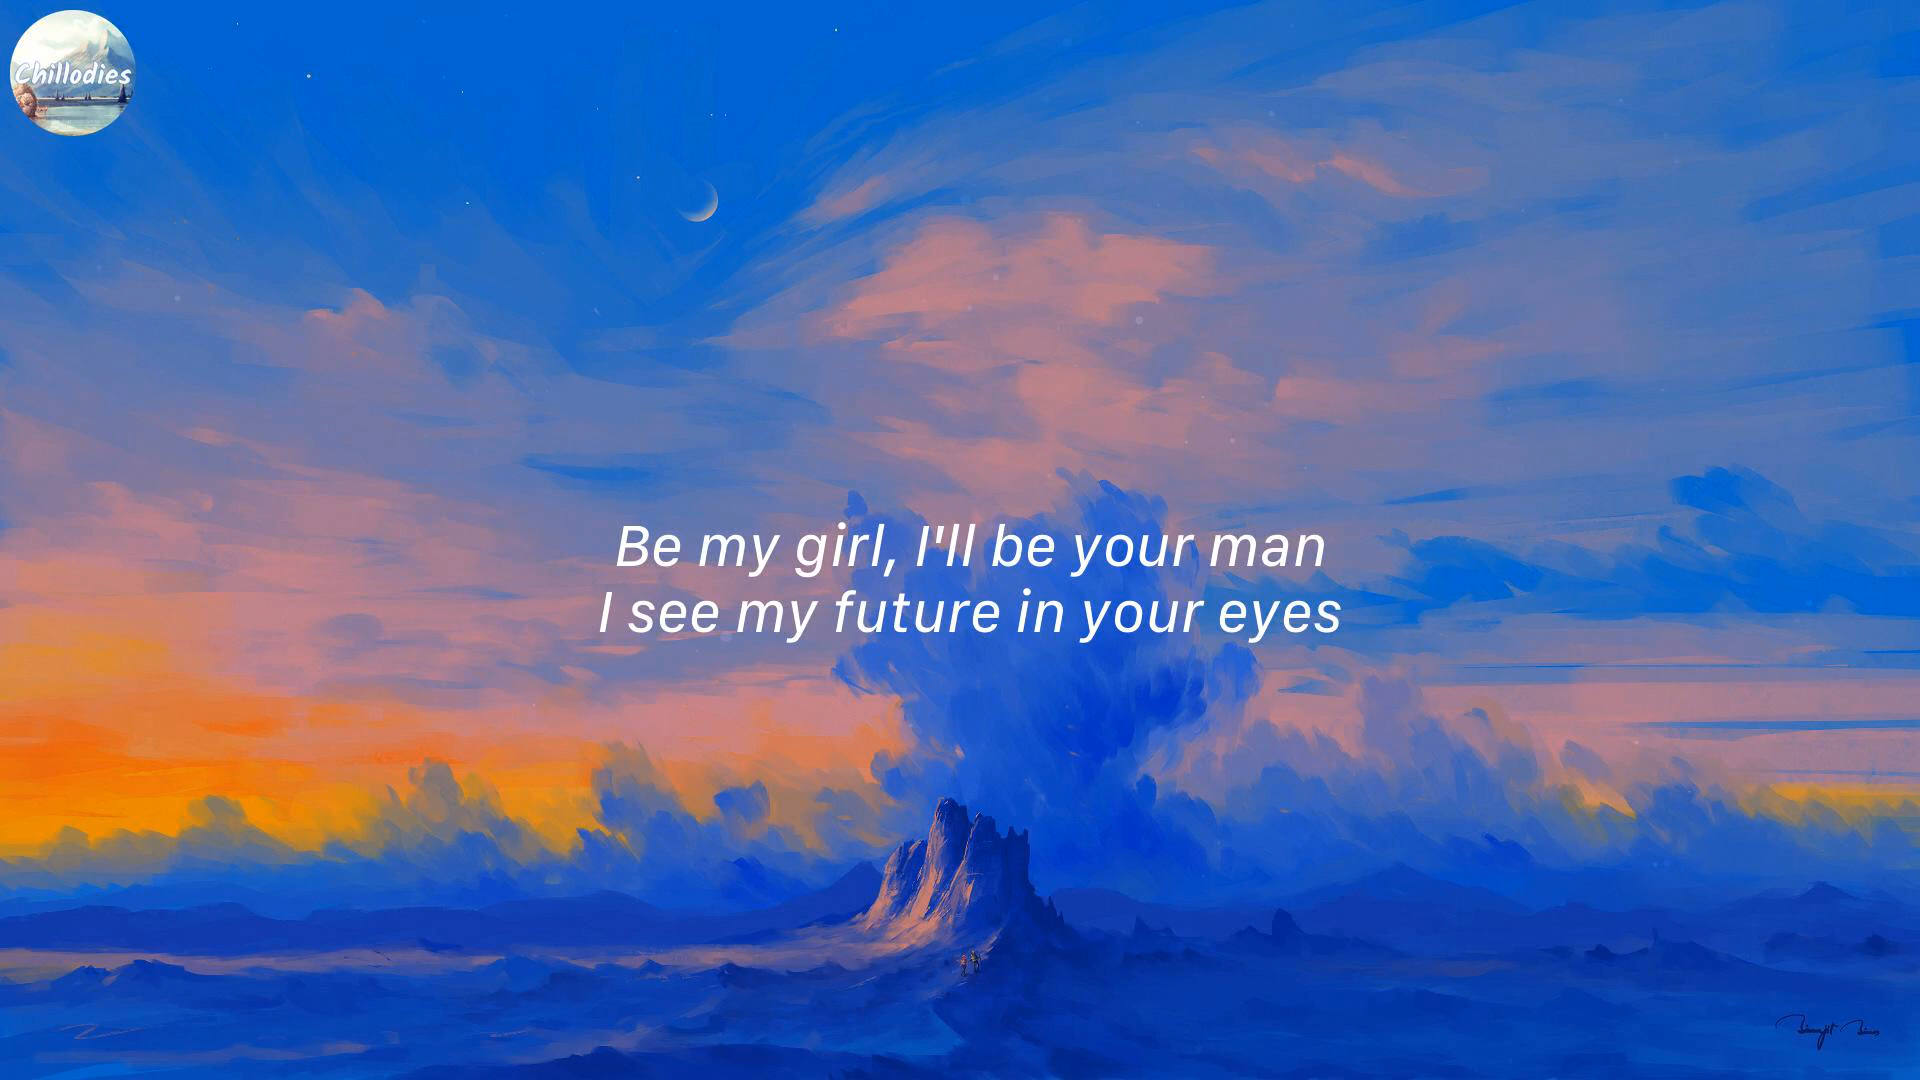 Chillodies
Be my girl, I'll be your man
I see my future in your eyes